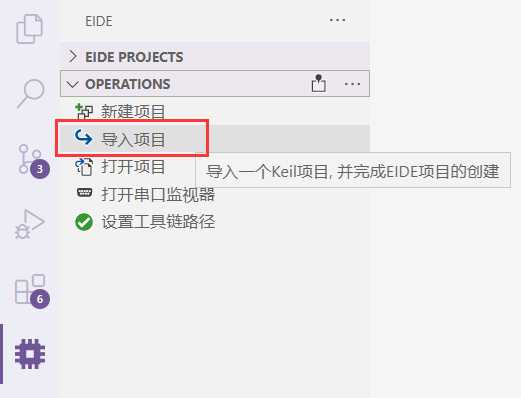 EIDE
EIDE PROJECTS
OPERATIONS
新建项目
导入项目
导入一个Keil项目, 并完成EIDE项目的创建
打开项目
3
打开串口监视器
设置工具链路径
6